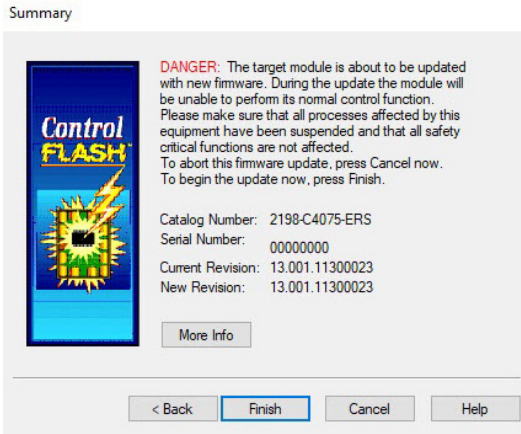 Summary
Control
FLASH
DANGER: The target module is about to be updated
with new firmware. During the update the module will
be unable to perform its normal control function.
Please make sure that all processes affected by this
equipment have been suspended and that all safety
critical functions are not affected.
To abort this firmware update, press Cancel now.
To begin the update now, press Finish.
Catalog Number: 2198-C4075-ERS
Serial Number: 00000000
Current Revision: 13.001.11300023
New Revision: 13.001.11300023
More Info
< Back Finish Cancel Help